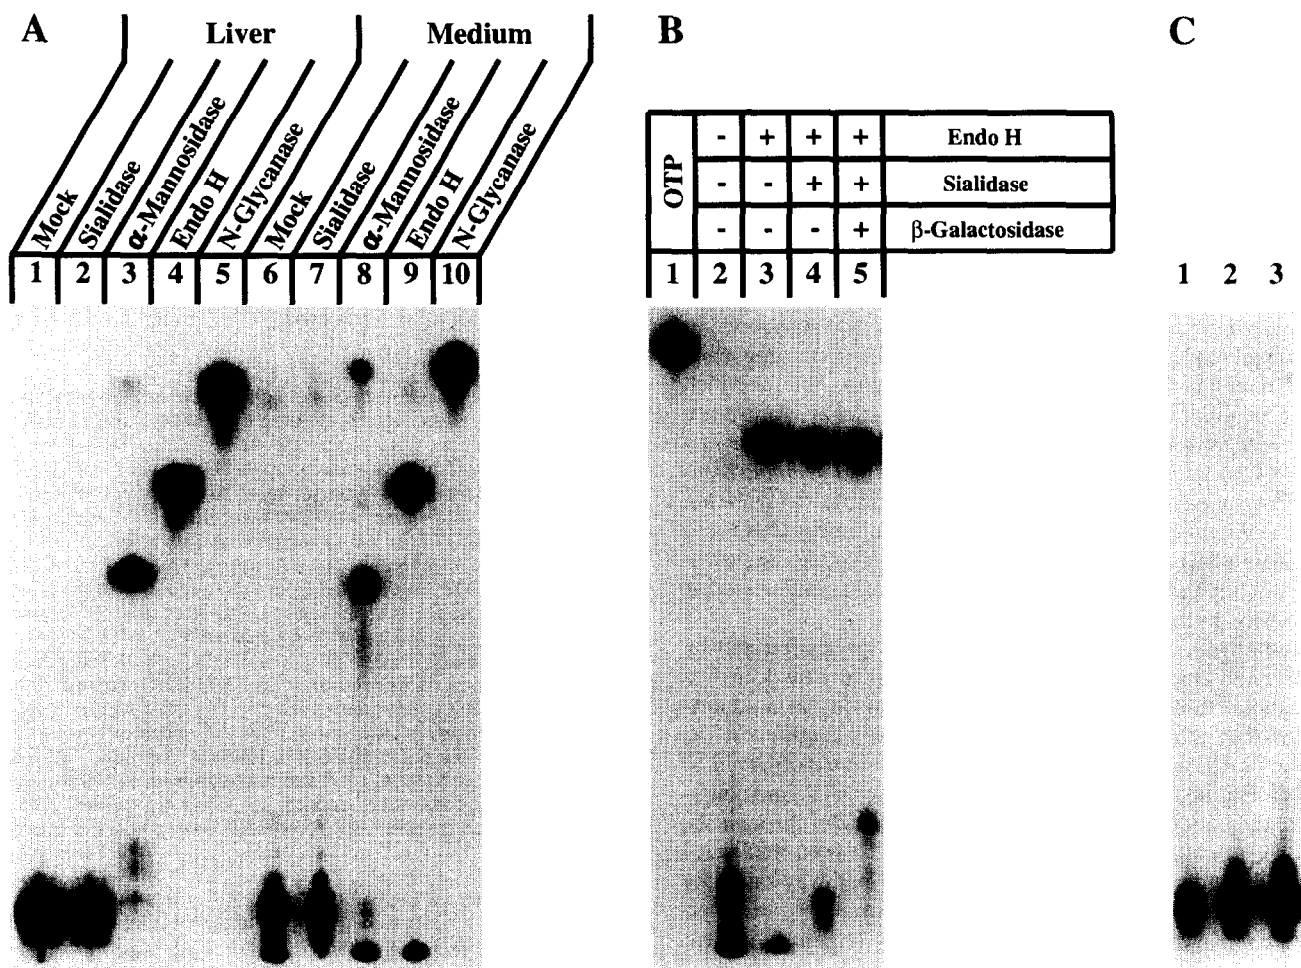 A
Liver
Medium
Mock
Sialidase
α-Mannosidase
Endo H
N-Glycanase
Mock
Sialidase
α-Mannosidase
Endo H
N-Glycanase
1 2 3 4 5 6 7 8 9 10
B
OTP
- + + + Endo H
- - + + Sialidase
- - - + β-Galactosidase
1 2 3 4 5
C
1 2 3